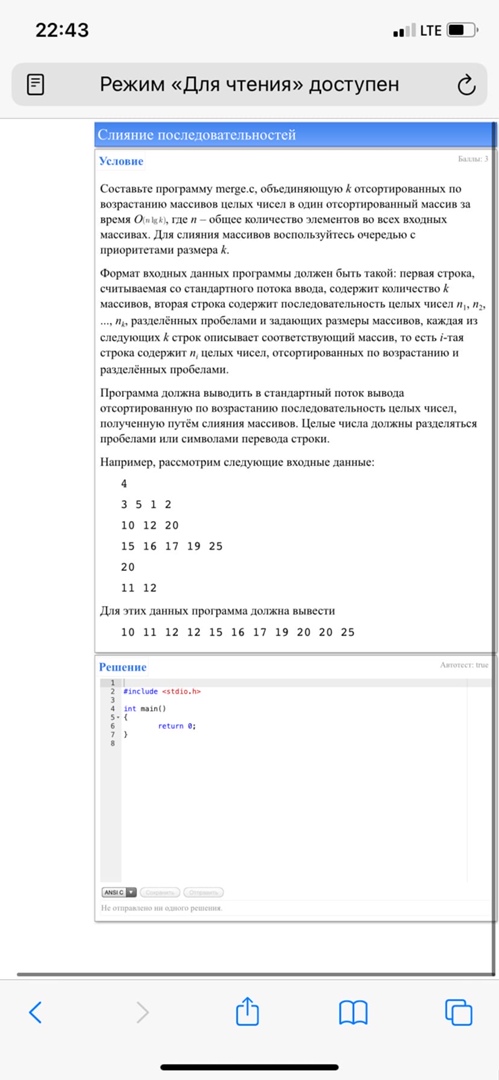 22:43
LTE
Режим «Для чтения» доступен
Слияние последовательностей
Условие
Баллы: 3
Составьте программу merge.c, объединяющую k отсортированных по
возрастанию массивов целых чисел в один отсортированный массив за
время O(n lg k), где n – общее количество элементов во всех входных
массивах. Для слияния массивов воспользуйтесь очередью с
приоритетами размера k.
Формат входных данных программы должен быть такой: первая строка,
считываемая со стандартного потока ввода, содержит количество k
массивов, вторая строка содержит последовательность целых чисел n₁, n₂,
..., nₖ, разделённых пробелами и задающих размеры массивов, каждая из
следующих k строк описывает соответствующий массив, то есть i-тая
строка содержит nᵢ целых чисел, отсортированных по возрастанию и
разделённых пробелами.
Программа должна выводить в стандартный поток вывода
отсортированную по возрастанию последовательность целых чисел,
полученную путём слияния массивов. Целые числа должны разделяться
пробелами или символами перевода строки.
Например, рассмотрим следующие входные данные:
4
3 5 1 2
10 12 20
15 16 17 19 25
20
11 12
Для этих данных программа должна вывести
10 11 12 12 15 16 17 19 20 20 25
Решение
Автотест: true
1
2 #include <stdio.h>
3
4 int main()
5 {
6 return 0;
7 }
8
ANSI C
Сохранить
Отправить
Не отправлено ни одного решения.